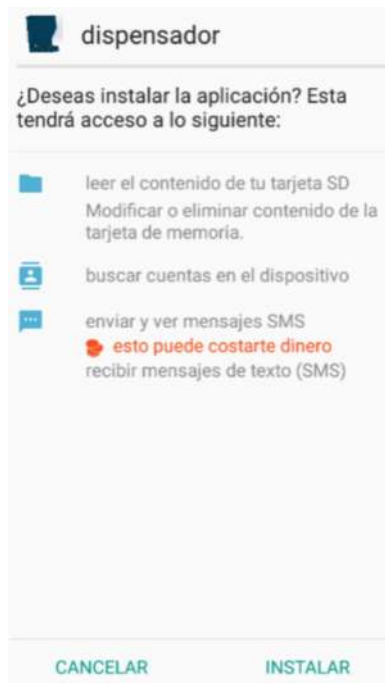 dispensador
¿Deseas instalar la aplicación? Esta
tendrá acceso a lo siguiente:
leer el contenido de tu tarjeta SD
Modificar o eliminar contenido de la
tarjeta de memoria.
buscar cuentas en el dispositivo
enviar y ver mensajes SMS
esto puede costarte dinero
recibir mensajes de texto (SMS)
CANCELAR
INSTALAR